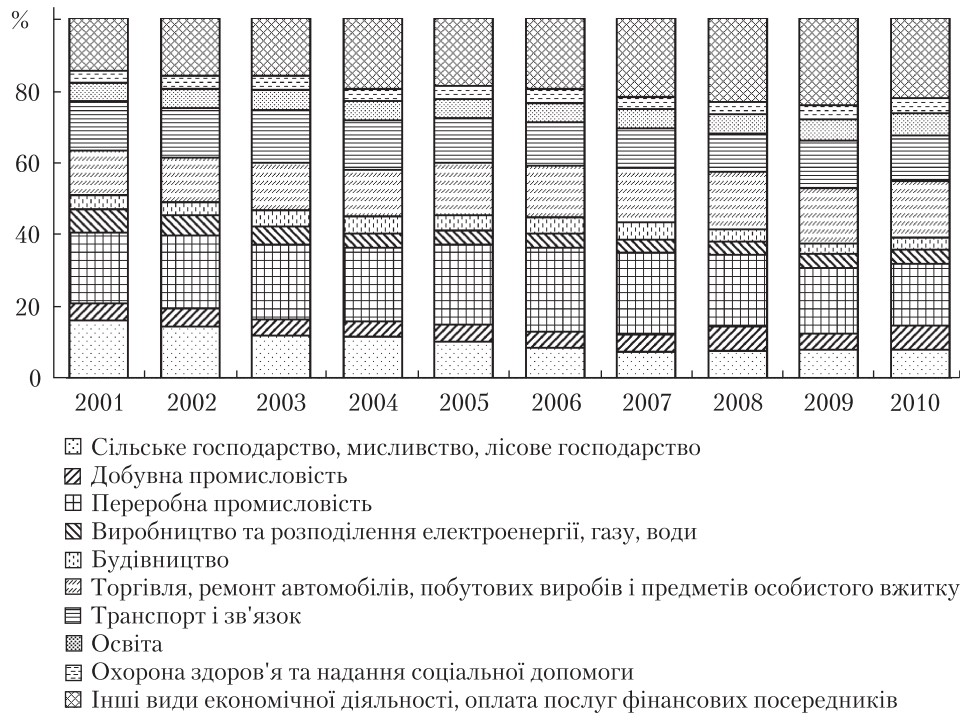 %
80
60
40
20
0
2001 2002 2003 2004 2005 2006 2007 2008 2009 2010
Сільське господарство, мисливство, лісове господарство
Добувна промисловість
Переробна промисловість
Виробництво та розподілення електроенергії, газу, води
Будівництво
Торгівля, ремонт автомобілів, побутових виробів і предметів особистого вжитку
Транспорт і зв'язок
Освіта
Охорона здоров'я та надання соціальної допомоги
Інші види економічної діяльності, оплата послуг фінансових посередників